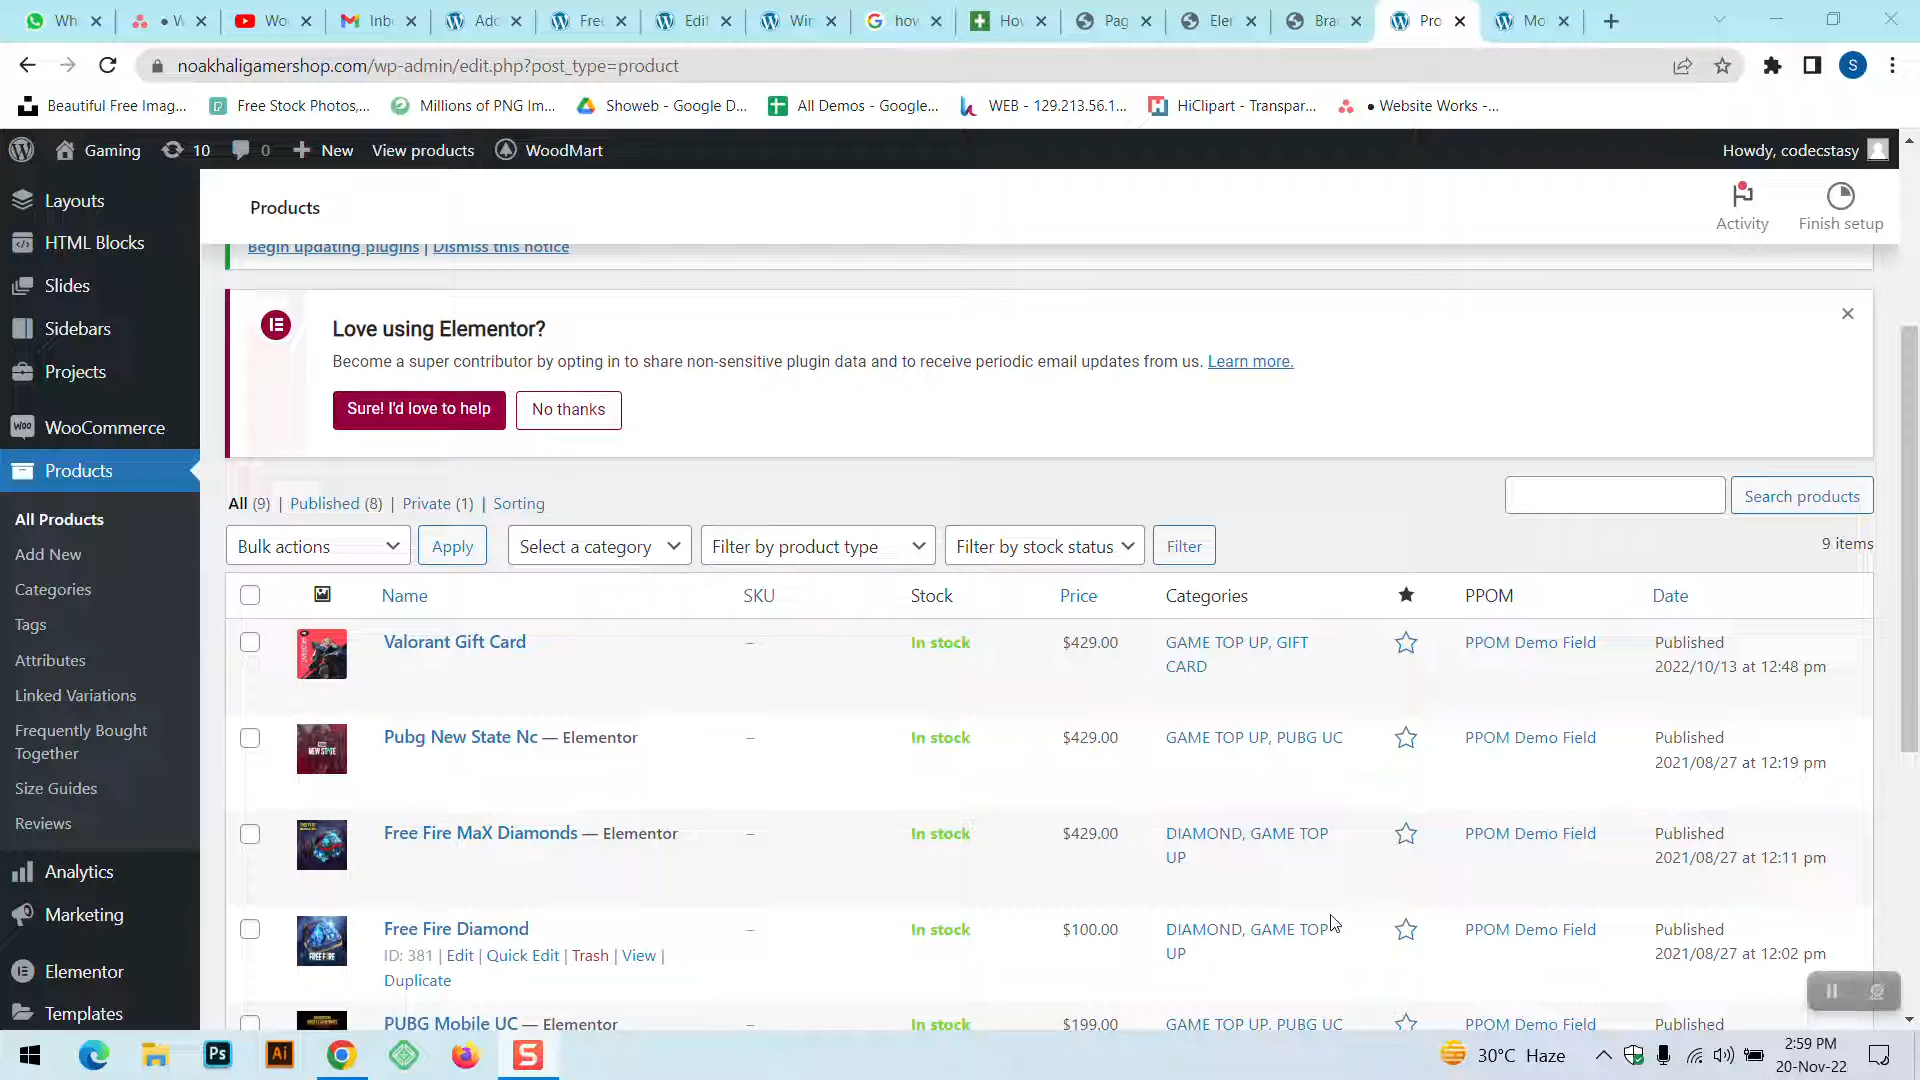 Wh
W
Wo
Inb
Add
Free
Edit
Win
how
How
Pag
Eler
Bra
Pro
Mo
noakhaligamershop.com/wp-admin/edit.php?post_type=product
S
Beautiful Free Imag...
Free Stock Photos,...
Millions of PNG Im...
Showeb - Google D...
All Demos - Google...
WEB - 129.213.56.1...
HiClipart - Transpar...
● Website Works -...
Gaming
10
0
New
View products
WoodMart
Howdy, codecstasy
Layouts
HTML Blocks
Slides
Sidebars
Projects
WooCommerce
Products
All Products
Add New
Categories
Tags
Attributes
Linked Variations
Frequently Bought
Together
Size Guides
Reviews
Analytics
Marketing
Elementor
Templates
Products
Activity
Finish setup
Begin updating plugins | Dismiss this notice
Love using Elementor?
Become a super contributor by opting in to share non-sensitive plugin data and to receive periodic email updates from us. Learn more.
Sure! I'd love to help
No thanks
All (9) | Published (8) | Private (1) | Sorting
Search products
Bulk actions
Apply
Select a category
Filter by product type
Filter by stock status
Filter
9 items
Name SKU Stock Price Categories PPOM Date
Valorant Gift Card – In stock $429.00 GAME TOP UP, GIFT PPOM Demo Field Published
CARD 2022/10/13 at 12:48 pm
Pubg New State Nc — Elementor – In stock $429.00 GAME TOP UP, PUBG UC PPOM Demo Field Published
2021/08/27 at 12:19 pm
Free Fire MaX Diamonds — Elementor – In stock $429.00 DIAMOND, GAME TOP PPOM Demo Field Published
UP 2021/08/27 at 12:11 pm
Free Fire Diamond – In stock $100.00 DIAMOND, GAME TOP PPOM Demo Field Published
ID: 381 | Edit | Quick Edit | Trash | View | UP 2021/08/27 at 12:02 pm
Duplicate
PUBG Mobile UC — Elementor – In stock $199.00 GAME TOP UP, PUBG UC PPOM Demo Field Published
30°C Haze
2:59 PM
20-Nov-22